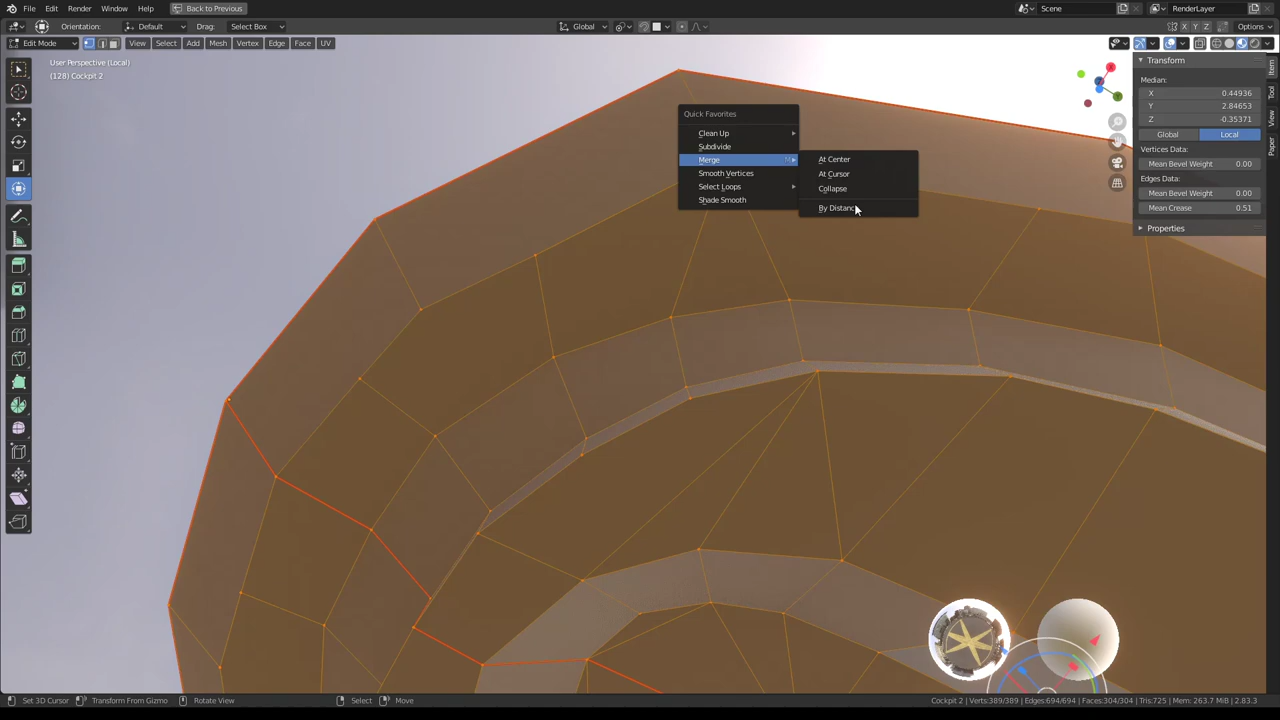 File Edit Render Window Help Back to Previous Scene RenderLayer
Orientation: Default Drag: Select Box Global X Y Z Options
Edit Mode View Select Add Mesh Vertex Edge Face UV
User Perspective (Local)
(128) Cockpit 2
Quick Favorites
Clean Up
Subdivide
Merge M
Smooth Vertices
Select Loops
Shade Smooth
At Center
At Cursor
Collapse
By Distanc
Transform
Median:
X 0.44936
Y 2.84653
Z -0.35371
Global Local
Vertices Data:
Mean Bevel Weight 0.00
Edges Data:
Mean Bevel Weight 0.00
Mean Crease 0.51
Properties
Item
Tool
View
Set 3D Cursor Transform From Gizmo Rotate View Select Move Cockpit 2 | Verts:389/389 | Edges:694/694 | Faces:304/304 | Tris:725 | Mem: 263.7 MiB | 2.83.3